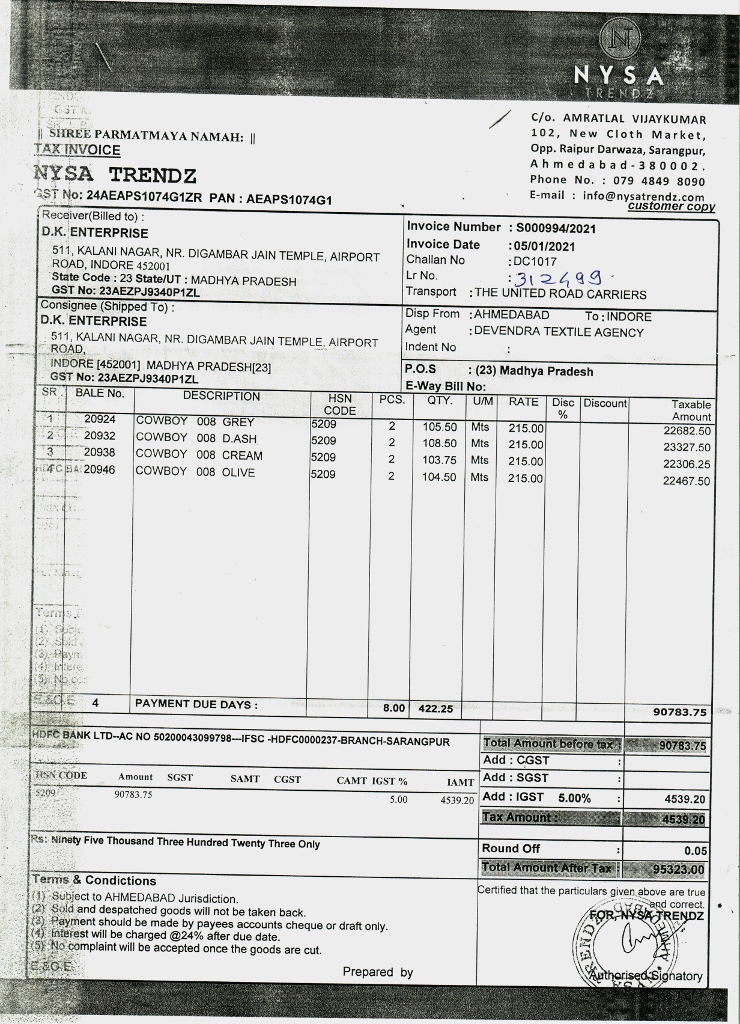 NYSA
TRENDZ
C/o. AMRATLAL VIJAYKUMAR
102, New Cloth Market,
Opp. Raipur Darwaza, Sarangpur,
Ahmedabad-380002.
Phone No. : 079 4849 8090
E-mail : info@nysatrendz.com
customer copy
|| SHREE PARMATMAYA NAMAH: ||
TAX INVOICE
NYSA TRENDZ
GST No: 24AEAPS1074G1ZR PAN : AEAPS1074G1
Receiver(Billed to) :
D.K. ENTERPRISE
511, KALANI NAGAR, NR. DIGAMBAR JAIN TEMPLE, AIRPORT
ROAD, INDORE 452001
State Code : 23 State/UT : MADHYA PRADESH
GST No: 23AEZPJ9340P1ZL
Invoice Number : S000994/2021
Invoice Date : 05/01/2021
Challan No : DC1017
Lr No. : 312499
Transport : THE UNITED ROAD CARRIERS
Consignee (Shipped To) :
D.K. ENTERPRISE
511, KALANI NAGAR, NR. DIGAMBAR JAIN TEMPLE, AIRPORT
ROAD,
INDORE [452001] MADHYA PRADESH[23]
GST No: 23AEZPJ9340P1ZL
Disp From : AHMEDABAD To : INDORE
Agent : DEVENDRA TEXTILE AGENCY
Indent No :
P.O.S : (23) Madhya Pradesh
E-Way Bill No:
SR BALE No. DESCRIPTION HSN CODE PCS. QTY. U/M RATE Disc % Discount Taxable Amount
1 20924 COWBOY 008 GREY 5209 2 105.50 Mts 215.00 22682.50
2 20932 COWBOY 008 D.ASH 5209 2 108.50 Mts 215.00 23327.50
3 20938 COWBOY 008 CREAM 5209 2 103.75 Mts 215.00 22306.25
4 20946 COWBOY 008 OLIVE 5209 2 104.50 Mts 215.00 22467.50
4 PAYMENT DUE DAYS : 8.00 422.25 90783.75
HDFC BANK LTD--AC NO 50200043099798---IFSC -HDFC0000237-BRANCH-SARANGPUR
Total Amount before tax : 90783.75
Add : CGST :
Add : SGST :
Add : IGST 5.00% : 4539.20
Tax Amount : 4539.20
HSN CODE Amount SGST SAMT CGST CAMT IGST % IAMT
5209 90783.75 5.00 4539.20
Rs: Ninety Five Thousand Three Hundred Twenty Three Only
Round Off : 0.05
Total Amount After Tax : 95323.00
Terms & Conditions
(1) Subject to AHMEDABAD Jurisdiction.
(2) Sold and despatched goods will not be taken back.
(3) Payment should be made by payees accounts cheque or draft only.
(4) Interest will be charged @24% after due date.
(5) No complaint will be accepted once the goods are cut.
E.&O.E.
Prepared by
Certified that the particulars given above are true
and correct.
FOR, NYSA TRENDZ
Authorised Signatory